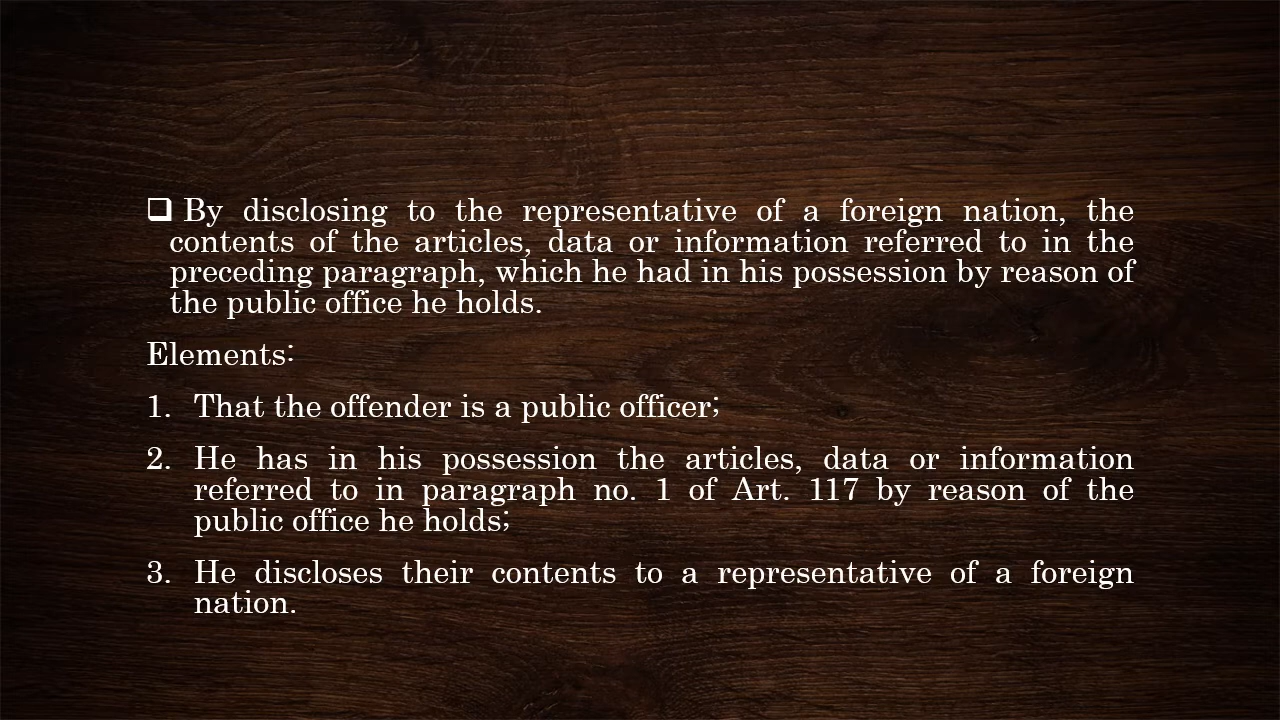 ❑ By disclosing to the representative of a foreign nation, the
contents of the articles, data or information referred to in the
preceding paragraph, which he had in his possession by reason of
the public office he holds.
Elements:
1. That the offender is a public officer;
2. He has in his possession the articles, data or information
referred to in paragraph no. 1 of Art. 117 by reason of the
public office he holds;
3. He discloses their contents to a representative of a foreign
nation.